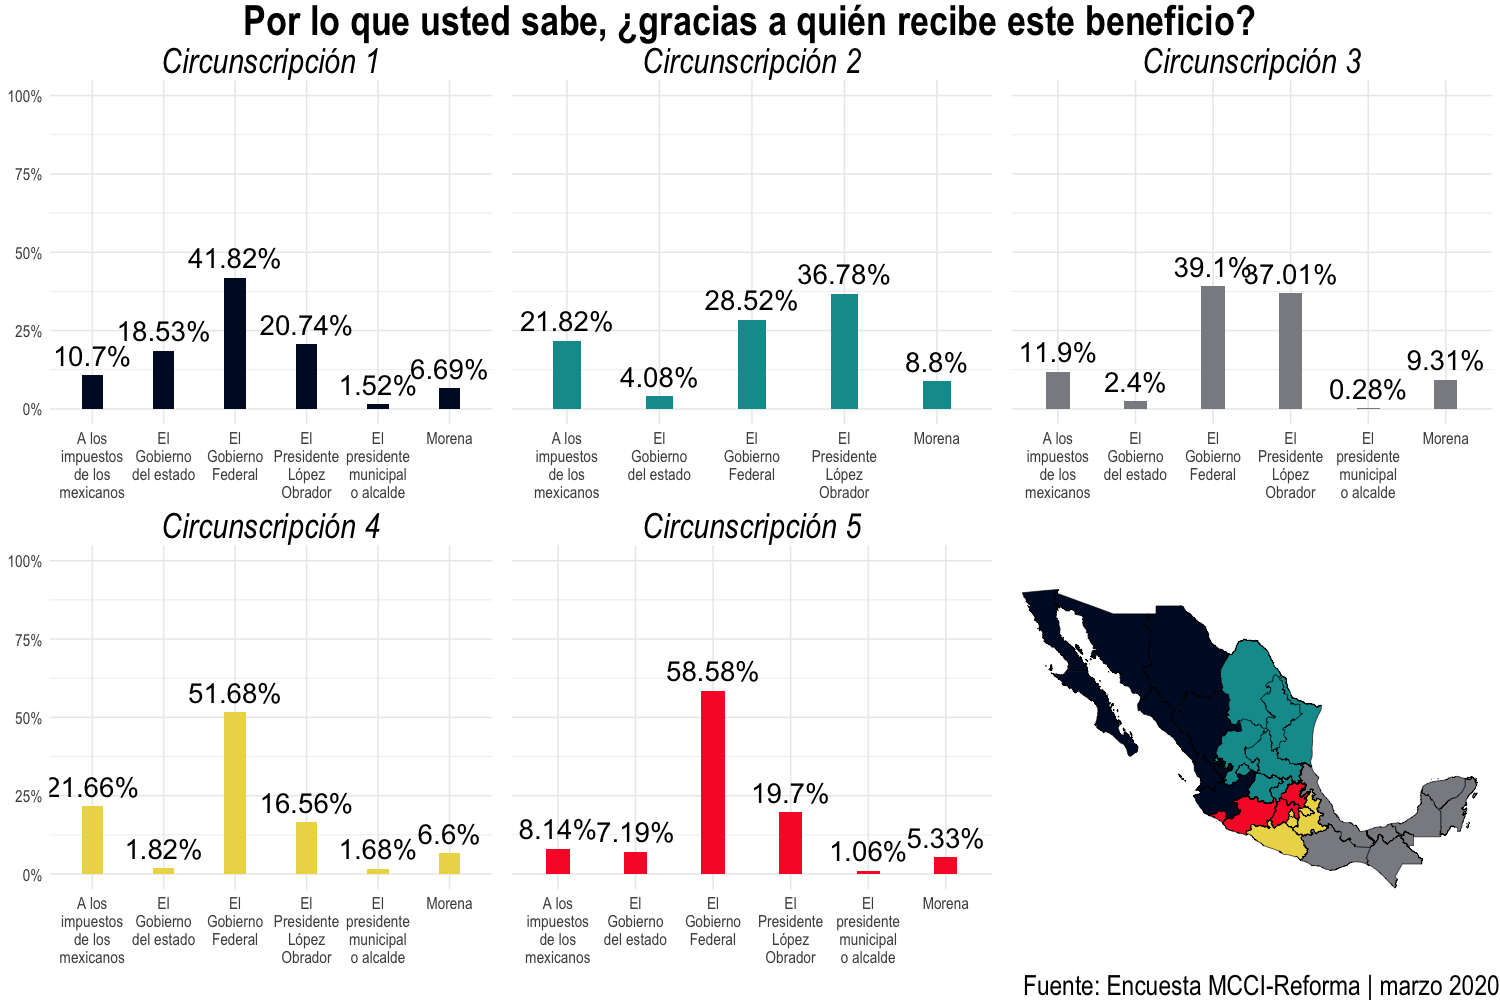 Por lo que usted sabe, ¿gracias a quién recibe este beneficio?
Circunscripción 1
100%
75%
50%
25%
0%
10.7%
18.53%
41.82%
20.74%
1.52%
6.69%
A los
impuestos
de los
mexicanos
El
Gobierno
del estado
El
Gobierno
Federal
El
Presidente
López
Obrador
El
presidente
municipal
o alcalde
Morena
Circunscripción 2
21.82%
4.08%
28.52%
36.78%
8.8%
A los
impuestos
de los
mexicanos
El
Gobierno
del estado
El
Gobierno
Federal
El
Presidente
López
Obrador
Morena
Circunscripción 3
11.9%
2.4%
39.1%
37.01%
0.28%
9.31%
A los
impuestos
de los
mexicanos
El
Gobierno
del estado
El
Gobierno
Federal
El
Presidente
López
Obrador
El
presidente
municipal
o alcalde
Morena
Circunscripción 4
100%
75%
50%
25%
0%
21.66%
1.82%
51.68%
16.56%
1.68%
6.6%
A los
impuestos
de los
mexicanos
El
Gobierno
del estado
El
Gobierno
Federal
El
Presidente
López
Obrador
El
presidente
municipal
o alcalde
Morena
Circunscripción 5
8.14%
7.19%
58.58%
19.7%
1.06%
5.33%
A los
impuestos
de los
mexicanos
El
Gobierno
del estado
El
Gobierno
Federal
El
Presidente
López
Obrador
El
presidente
municipal
o alcalde
Morena
Fuente: Encuesta MCCI-Reforma | marzo 2020